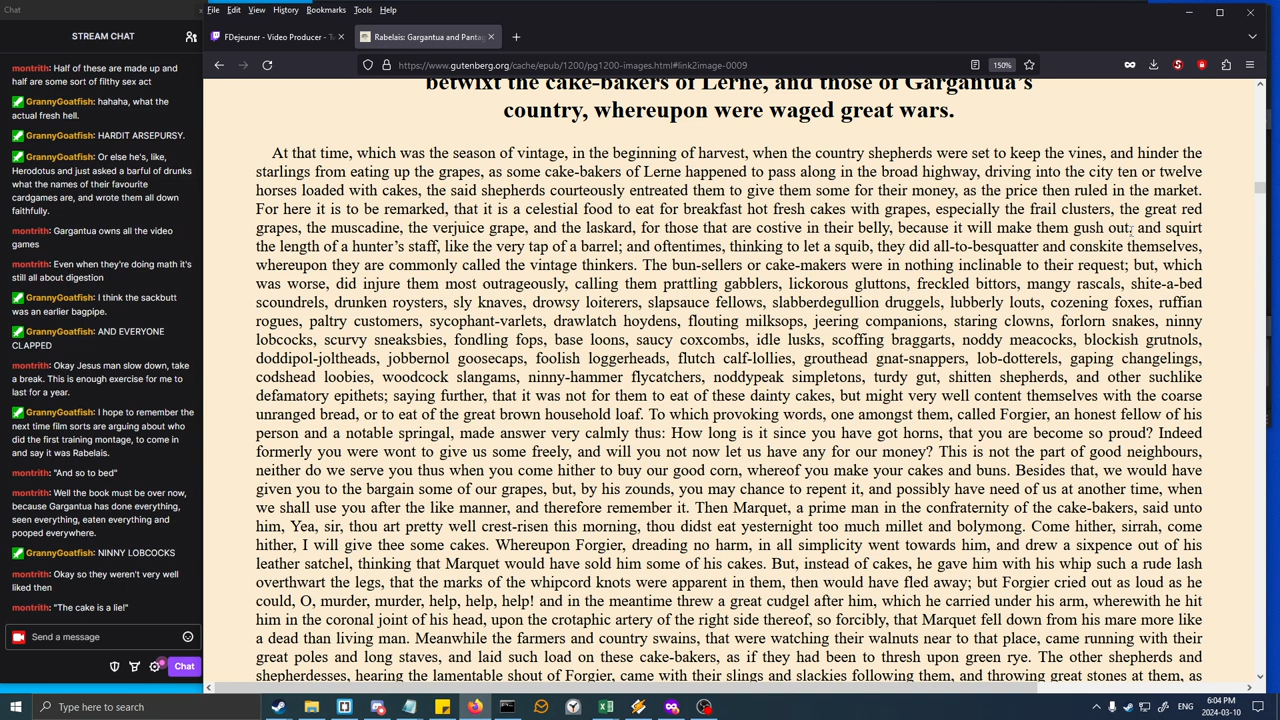 Chat
File Edit View History Bookmarks Tools Help
STREAM CHAT
FDejeuner - Video Producer - Tw
Rabelais: Gargantua and Pantag
https://www.gutenberg.org/cache/epub/1200/pg1200-images.html#link2image-0009
150%
montrith: Half of these are made up and
half are some sort of filthy sex act
GrannyGoatfish: hahaha, what the
actual fresh hell.
GrannyGoatfish: HARDIT ARSEPURSY.
GrannyGoatfish: Or else he's, like,
Herodotus and just asked a barful of drunks
what the names of their favourite
cardgames are, and wrote them all down
faithfully.
montrith: Gargantua owns all the video
games
montrith: Even when they're doing math it's
still all about digestion
GrannyGoatfish: I think the sackbutt
was an earlier bagpipe.
GrannyGoatfish: AND EVERYONE
CLAPPED
montrith: Okay Jesus man slow down, take
a break. This is enough exercise for me to
last for a year.
GrannyGoatfish: I hope to remember the
next time film sorts are arguing about who
did the first training montage, to come in
and say it was Rabelais.
montrith: "And so to bed"
montrith: Well the book must be over now,
because Gargantua has done everything,
seen everything, eaten everything and
pooped everywhere.
GrannyGoatfish: NINNY LOBCOCKS
montrith: Okay so they weren't very well
liked then
montrith: "The cake is a lie!"
Send a message
Chat
betwixt the cake-bakers of Lerne, and those of Gargantua's
country, whereupon were waged great wars.
At that time, which was the season of vintage, in the beginning of harvest, when the country shepherds were set to keep the vines, and hinder the
starlings from eating up the grapes, as some cake-bakers of Lerne happened to pass along in the broad highway, driving into the city ten or twelve
horses loaded with cakes, the said shepherds courteously entreated them to give them some for their money, as the price then ruled in the market.
For here it is to be remarked, that it is a celestial food to eat for breakfast hot fresh cakes with grapes, especially the frail clusters, the great red
grapes, the muscadine, the verjuice grape, and the laskard, for those that are costive in their belly, because it will make them gush out, and squirt
the length of a hunter's staff, like the very tap of a barrel; and oftentimes, thinking to let a squib, they did all-to-besquatter and conskite themselves,
whereupon they are commonly called the vintage thinkers. The bun-sellers or cake-makers were in nothing inclinable to their request; but, which
was worse, did injure them most outrageously, calling them prattling gabblers, lickorous gluttons, freckled bittors, mangy rascals, shite-a-bed
scoundrels, drunken roysters, sly knaves, drowsy loiterers, slapsauce fellows, slabberdegullion druggels, lubberly louts, cozening foxes, ruffian
rogues, paltry customers, sycophant-varlets, drawlatch hoydens, flouting milksops, jeering companions, staring clowns, forlorn snakes, ninny
lobcocks, scurvy sneaksbies, fondling fops, base loons, saucy coxcombs, idle lusks, scoffing braggarts, noddy meacocks, blockish grutnols,
doddipol-joltheads, jobbernol goosecaps, foolish loggerheads, flutch calf-lollies, grouthead gnat-snappers, lob-dotterels, gaping changelings,
codshead loobies, woodcock slangams, ninny-hammer flycatchers, noddypeak simpletons, turdy gut, shitten shepherds, and other suchlike
defamatory epithets; saying further, that it was not for them to eat of these dainty cakes, but might very well content themselves with the coarse
unranged bread, or to eat of the great brown household loaf. To which provoking words, one amongst them, called Forgier, an honest fellow of his
person and a notable springal, made answer very calmly thus: How long is it since you have got horns, that you are become so proud? Indeed
formerly you were wont to give us some freely, and will you not now let us have any for our money? This is not the part of good neighbours,
neither do we serve you thus when you come hither to buy our good corn, whereof you make your cakes and buns. Besides that, we would have
given you to the bargain some of our grapes, but, by his zounds, you may chance to repent it, and possibly have need of us at another time, when
we shall use you after the like manner, and therefore remember it. Then Marquet, a prime man in the confraternity of the cake-bakers, said unto
him, Yea, sir, thou art pretty well crest-risen this morning, thou didst eat yesternight too much millet and bolymong. Come hither, sirrah, come
hither, I will give thee some cakes. Whereupon Forgier, dreading no harm, in all simplicity went towards him, and drew a sixpence out of his
leather satchel, thinking that Marquet would have sold him some of his cakes. But, instead of cakes, he gave him with his whip such a rude lash
overthwart the legs, that the marks of the whipcord knots were apparent in them, then would have fled away; but Forgier cried out as loud as he
could, O, murder, murder, help, help, help! and in the meantime threw a great cudgel after him, which he carried under his arm, wherewith he hit
him in the coronal joint of his head, upon the crotaphic artery of the right side thereof, so forcibly, that Marquet fell down from his mare more like
a dead than living man. Meanwhile the farmers and country swains, that were watching their walnuts near to that place, came running with their
great poles and long staves, and laid such load on these cake-bakers, as if they had been to thresh upon green rye. The other shepherds and
shepherdesses, hearing the lamentable shout of Forgier, came with their slings and slackies following them, and throwing great stones at them, as
Type here to search
6:04 PM
2024-03-10